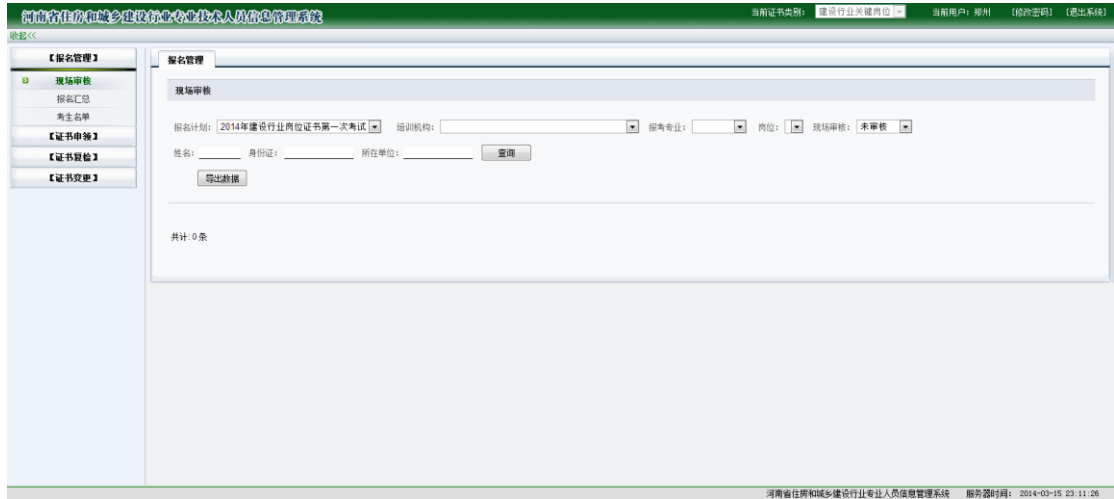 河南省住房和城乡建设行业专业技术人员信息管理系统 当前证书类别： 建设行业关键岗位 当前用户：郑州 [修改密码] [退出系统]
收起<<
【报名管理】
现场审核
报名汇总
考生名单
【证书申领】
【证书复检】
【证书变更】
报名管理
现场审核
报名计划： 2014年建设行业岗位证书第一次考试 培训机构： 报考专业： 岗位： 现场审核： 未审核
姓名： 身份证： 所在单位： 查询
导出数据
共计:0条
河南省住房和城乡建设行业专业人员信息管理系统 服务器时间： 2014-03-15 23:11:26